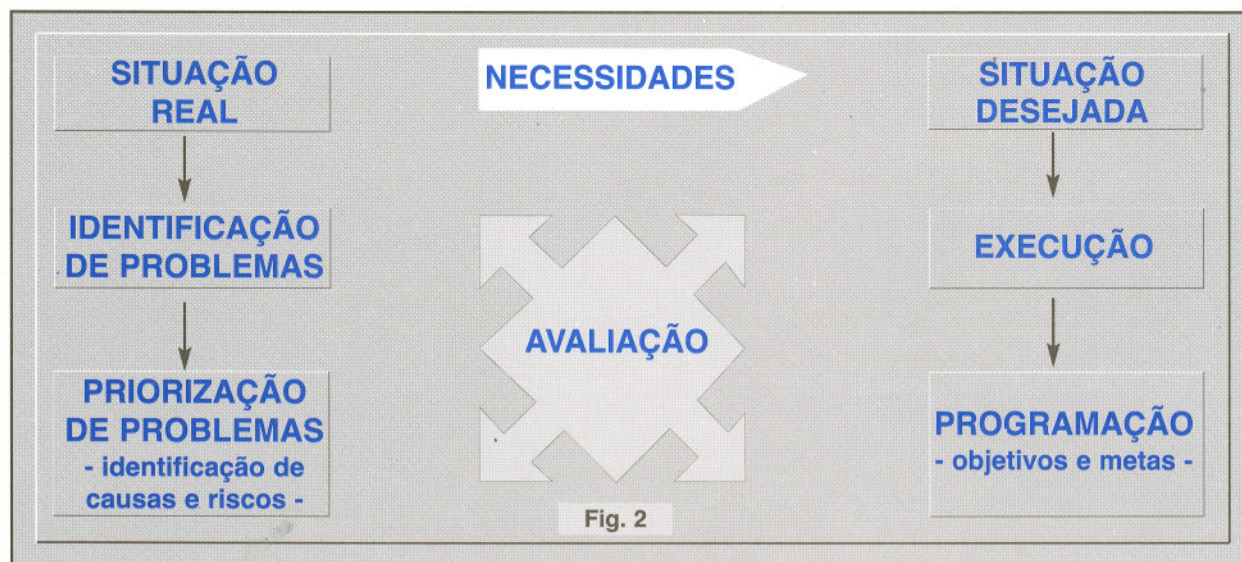 SITUAÇÃO
REAL
NECESSIDADES
SITUAÇÃO
DESEJADA
IDENTIFICAÇÃO
DE PROBLEMAS
EXECUÇÃO
AVALIAÇÃO
PRIORIZAÇÃO
DE PROBLEMAS
- identificação de
causas e riscos -
PROGRAMAÇÃO
- objetivos e metas -
Fig. 2